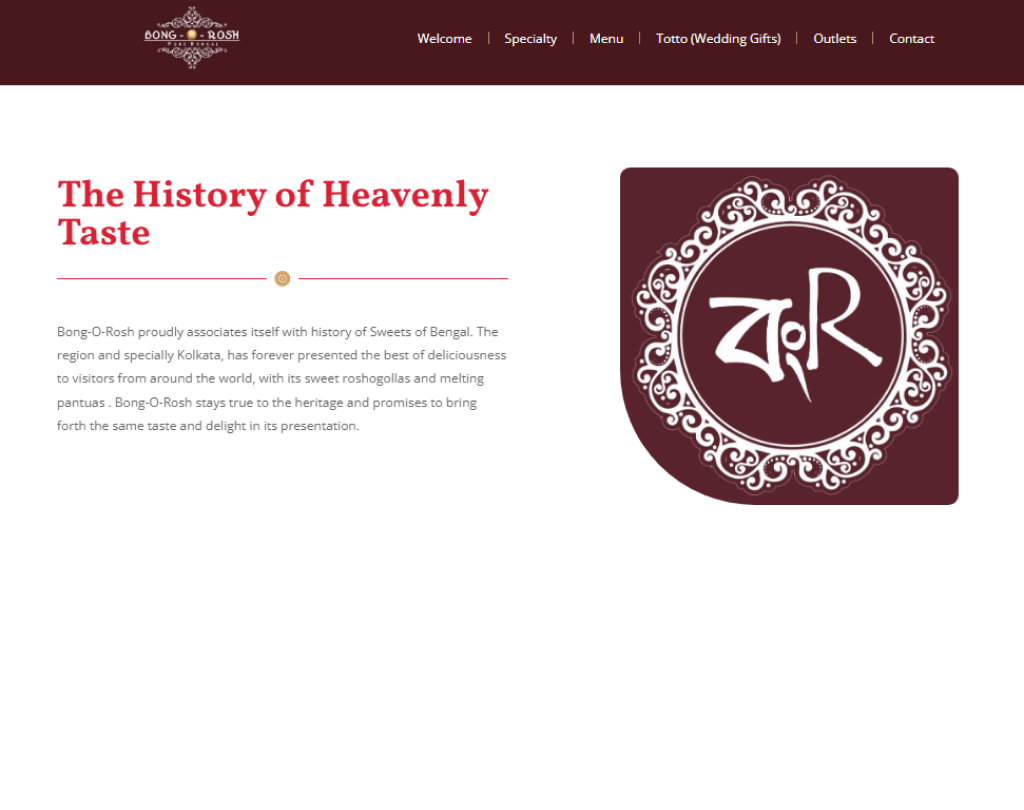 BONG - O - ROSH
PURE BENGAL
Welcome
Specialty
Menu
Totto (Wedding Gifts)
Outlets
Contact
The History of Heavenly
Taste
Bong-O-Rosh proudly associates itself with history of Sweets of Bengal. The
region and specially Kolkata, has forever presented the best of deliciousness
to visitors from around the world, with its sweet roshogollas and melting
pantuas . Bong-O-Rosh stays true to the heritage and promises to bring
forth the same taste and delight in its presentation.
বংR